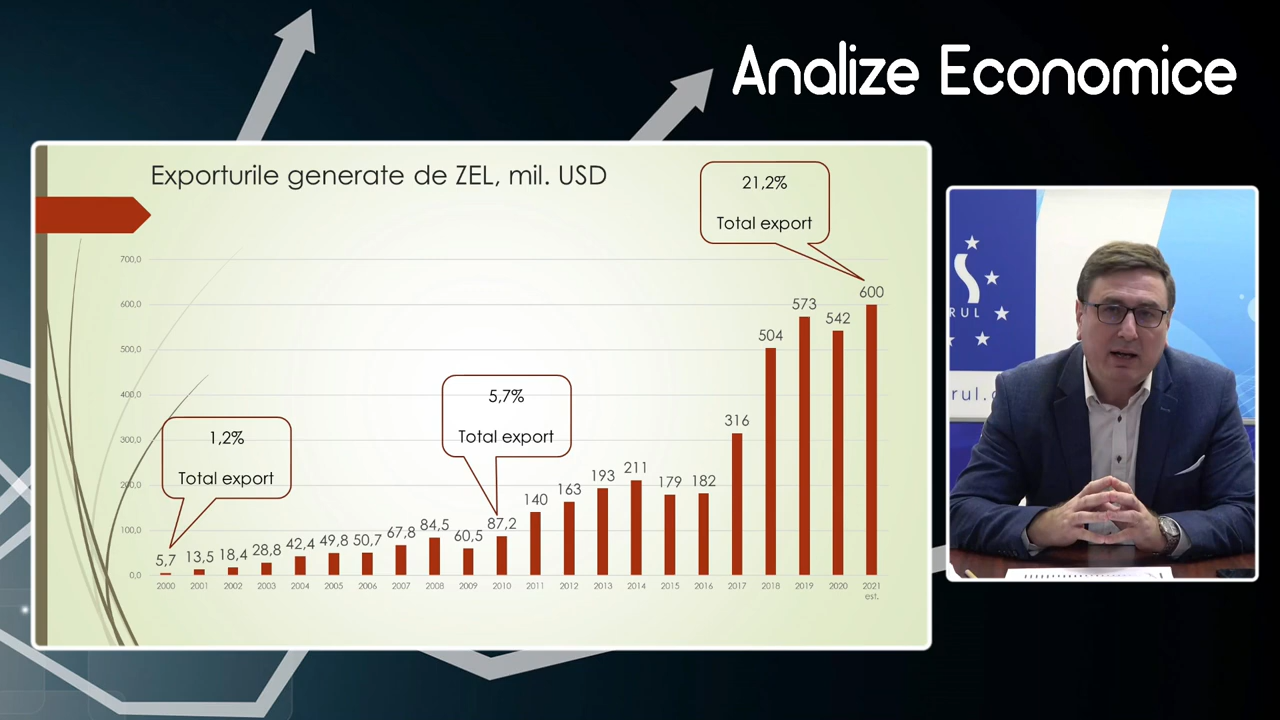 Analize Economice
Exporturile generate de ZEL, mil. USD
21,2%
Total export
5,7%
Total export
1,2%
Total export
700,0
600,0
500,0
400,0
300,0
200,0
100,0
0,0
5,7 13,5 18,4 28,8 42,4 49,8 50,7 67,8 84,5 60,5 87,2 140 163 193 211 179 182 316 504 573 542 600
2000 2001 2002 2003 2004 2005 2006 2007 2008 2009 2010 2011 2012 2013 2014 2015 2016 2017 2018 2019 2020 2021
est.
S
RUL
rul.